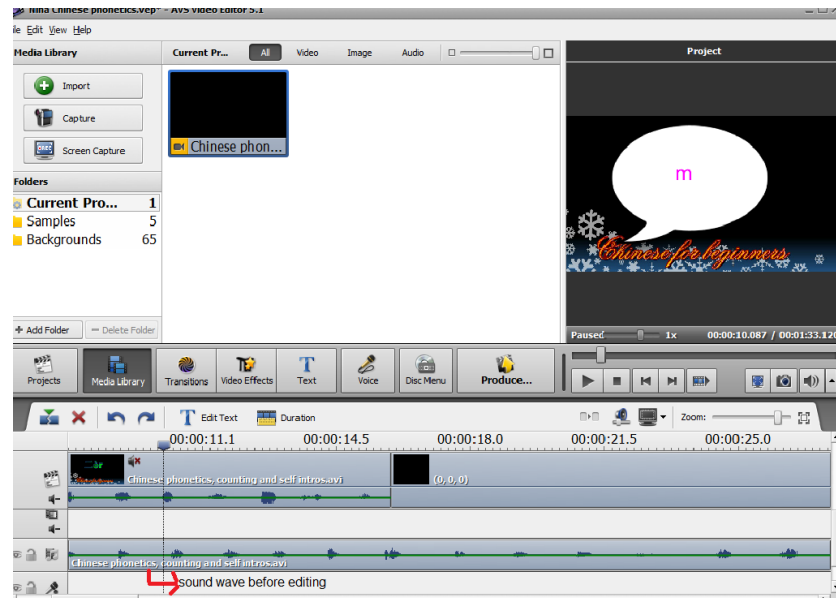 Nina Chinese phonetics.vep* - AVS Video Editor 5.1
ile Edit View Help
Media Library
Current Pr... All Video Image Audio
Project
Import
Capture
Screen Capture
Chinese phon...
m
Chinese for beginners
Folders
Current Pro... 1
Samples 5
Backgrounds 65
+ Add Folder − Delete Folder
Paused 1x 00:00:10.087 / 00:01:33.120
Projects Media Library Transitions Video Effects Text Voice Disc Menu Produce...
Edit Text Duration Zoom:
00:00:11.1 00:00:14.5 00:00:18.0 00:00:21.5 00:00:25.0
Chinese phonetics, counting and self intros.avi (0, 0, 0)
Chinese phonetics, counting and self intros.avi
sound wave before editing